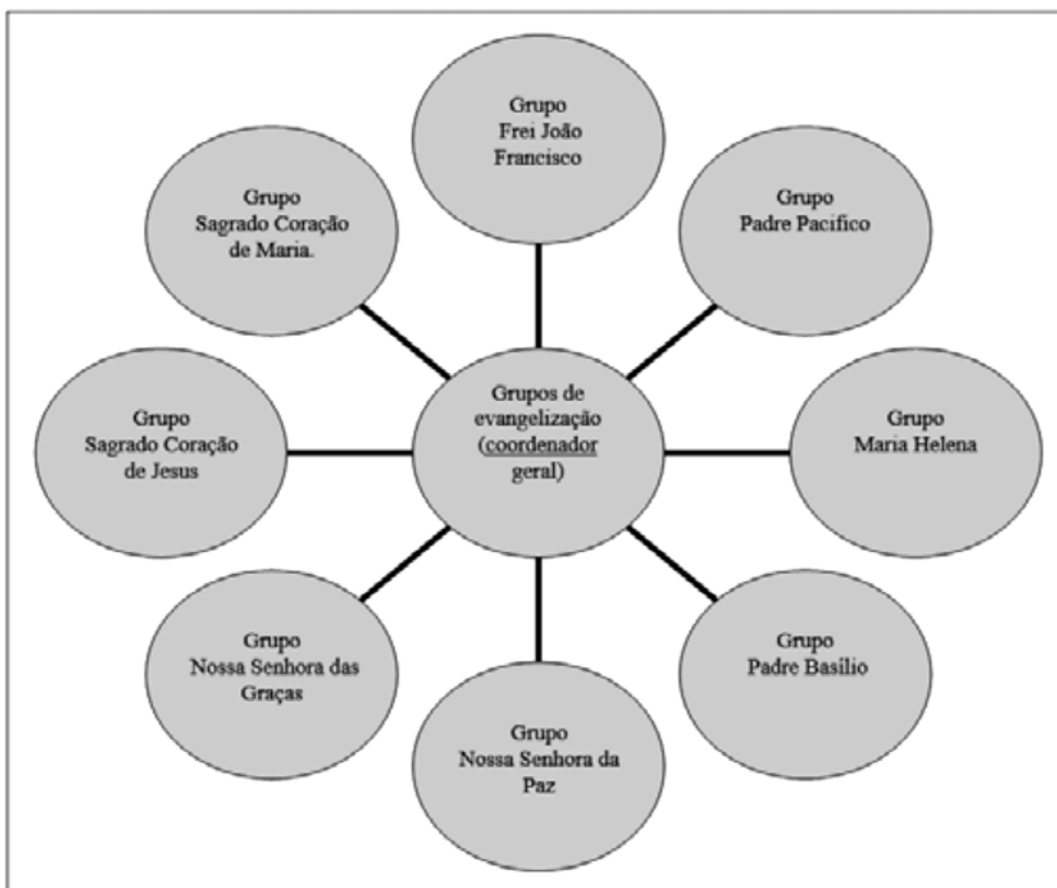 Grupo
Frei João
Francisco
Grupo
Sagrado Coração
de Maria.
Grupo
Padre Pacifico
Grupo
Sagrado Coração
de Jesus
Grupos de
evangelização
(coordenador
geral)
Grupo
Maria Helena
Grupo
Nossa Senhora das
Graças
Grupo
Padre Basílio
Grupo
Nossa Senhora da
Paz